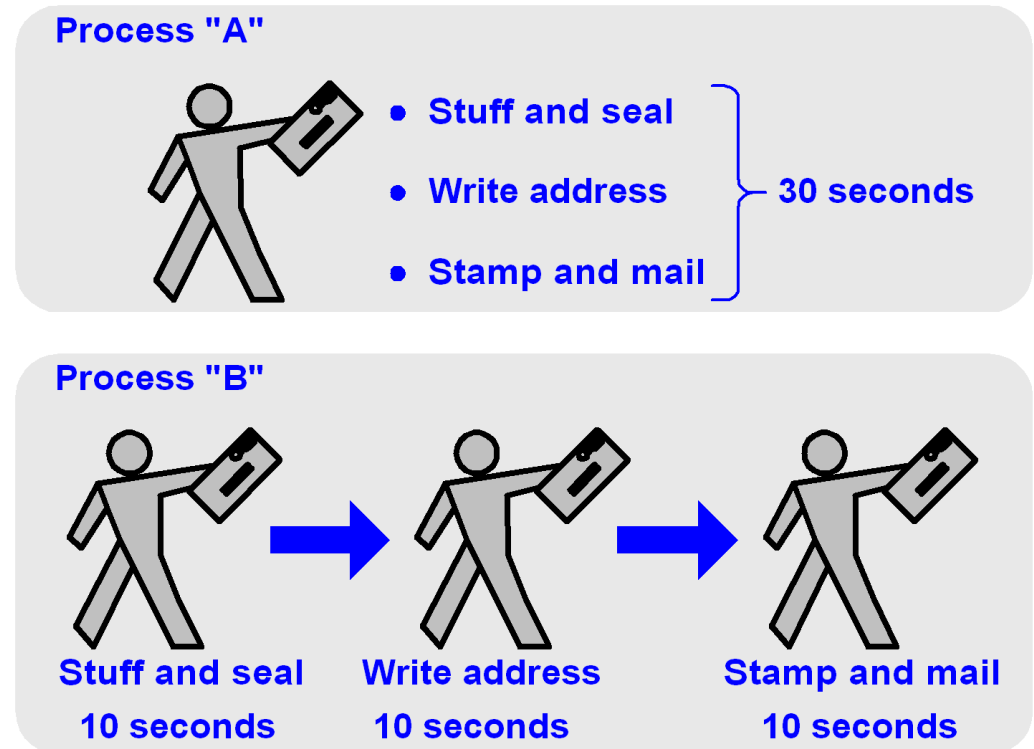 Process "A"
• Stuff and seal
• Write address
• Stamp and mail
30 seconds
Process "B"
Stuff and seal
10 seconds
Write address
10 seconds
Stamp and mail
10 seconds